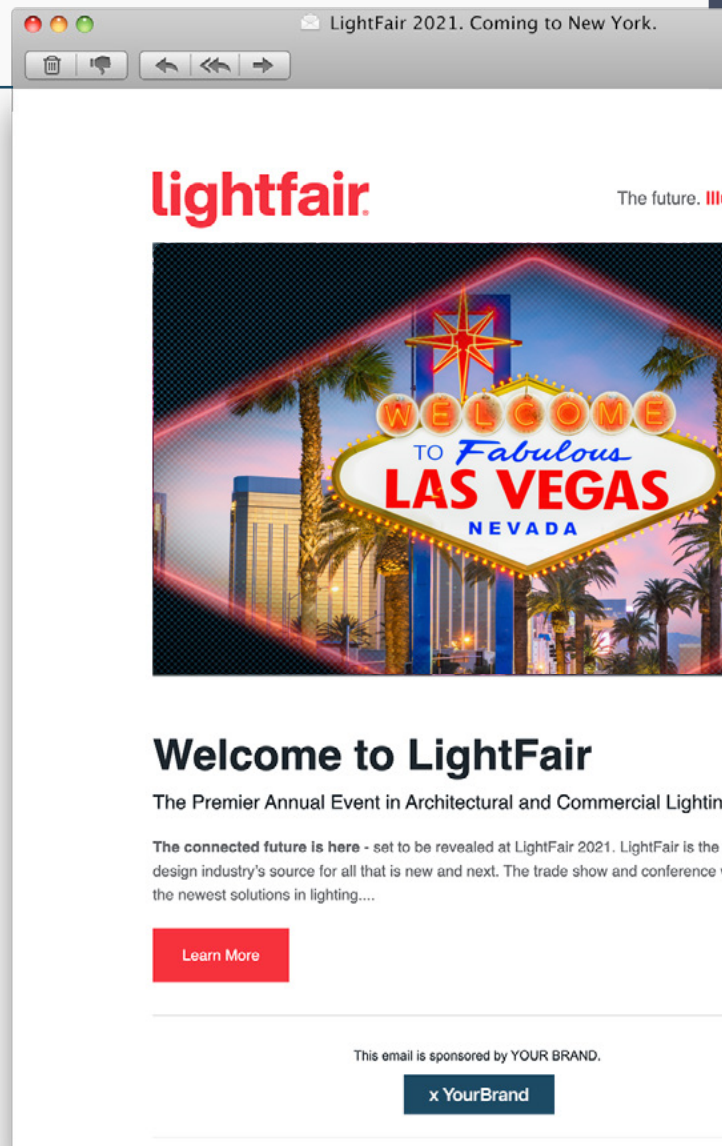 LightFair 2021. Coming to New York.
lightfair
The future.
WELCOME
TO Fabulous
LAS VEGAS
NEVADA
Welcome to LightFair
The Premier Annual Event in Architectural and Commercial
The connected future is here - set to be revealed at LightFair 2021. LightFair is the
design industry's source for all that is new and next. The trade show and conference
the newest solutions in lighting....
Learn More
This email is sponsored by YOUR BRAND.
x YourBrand